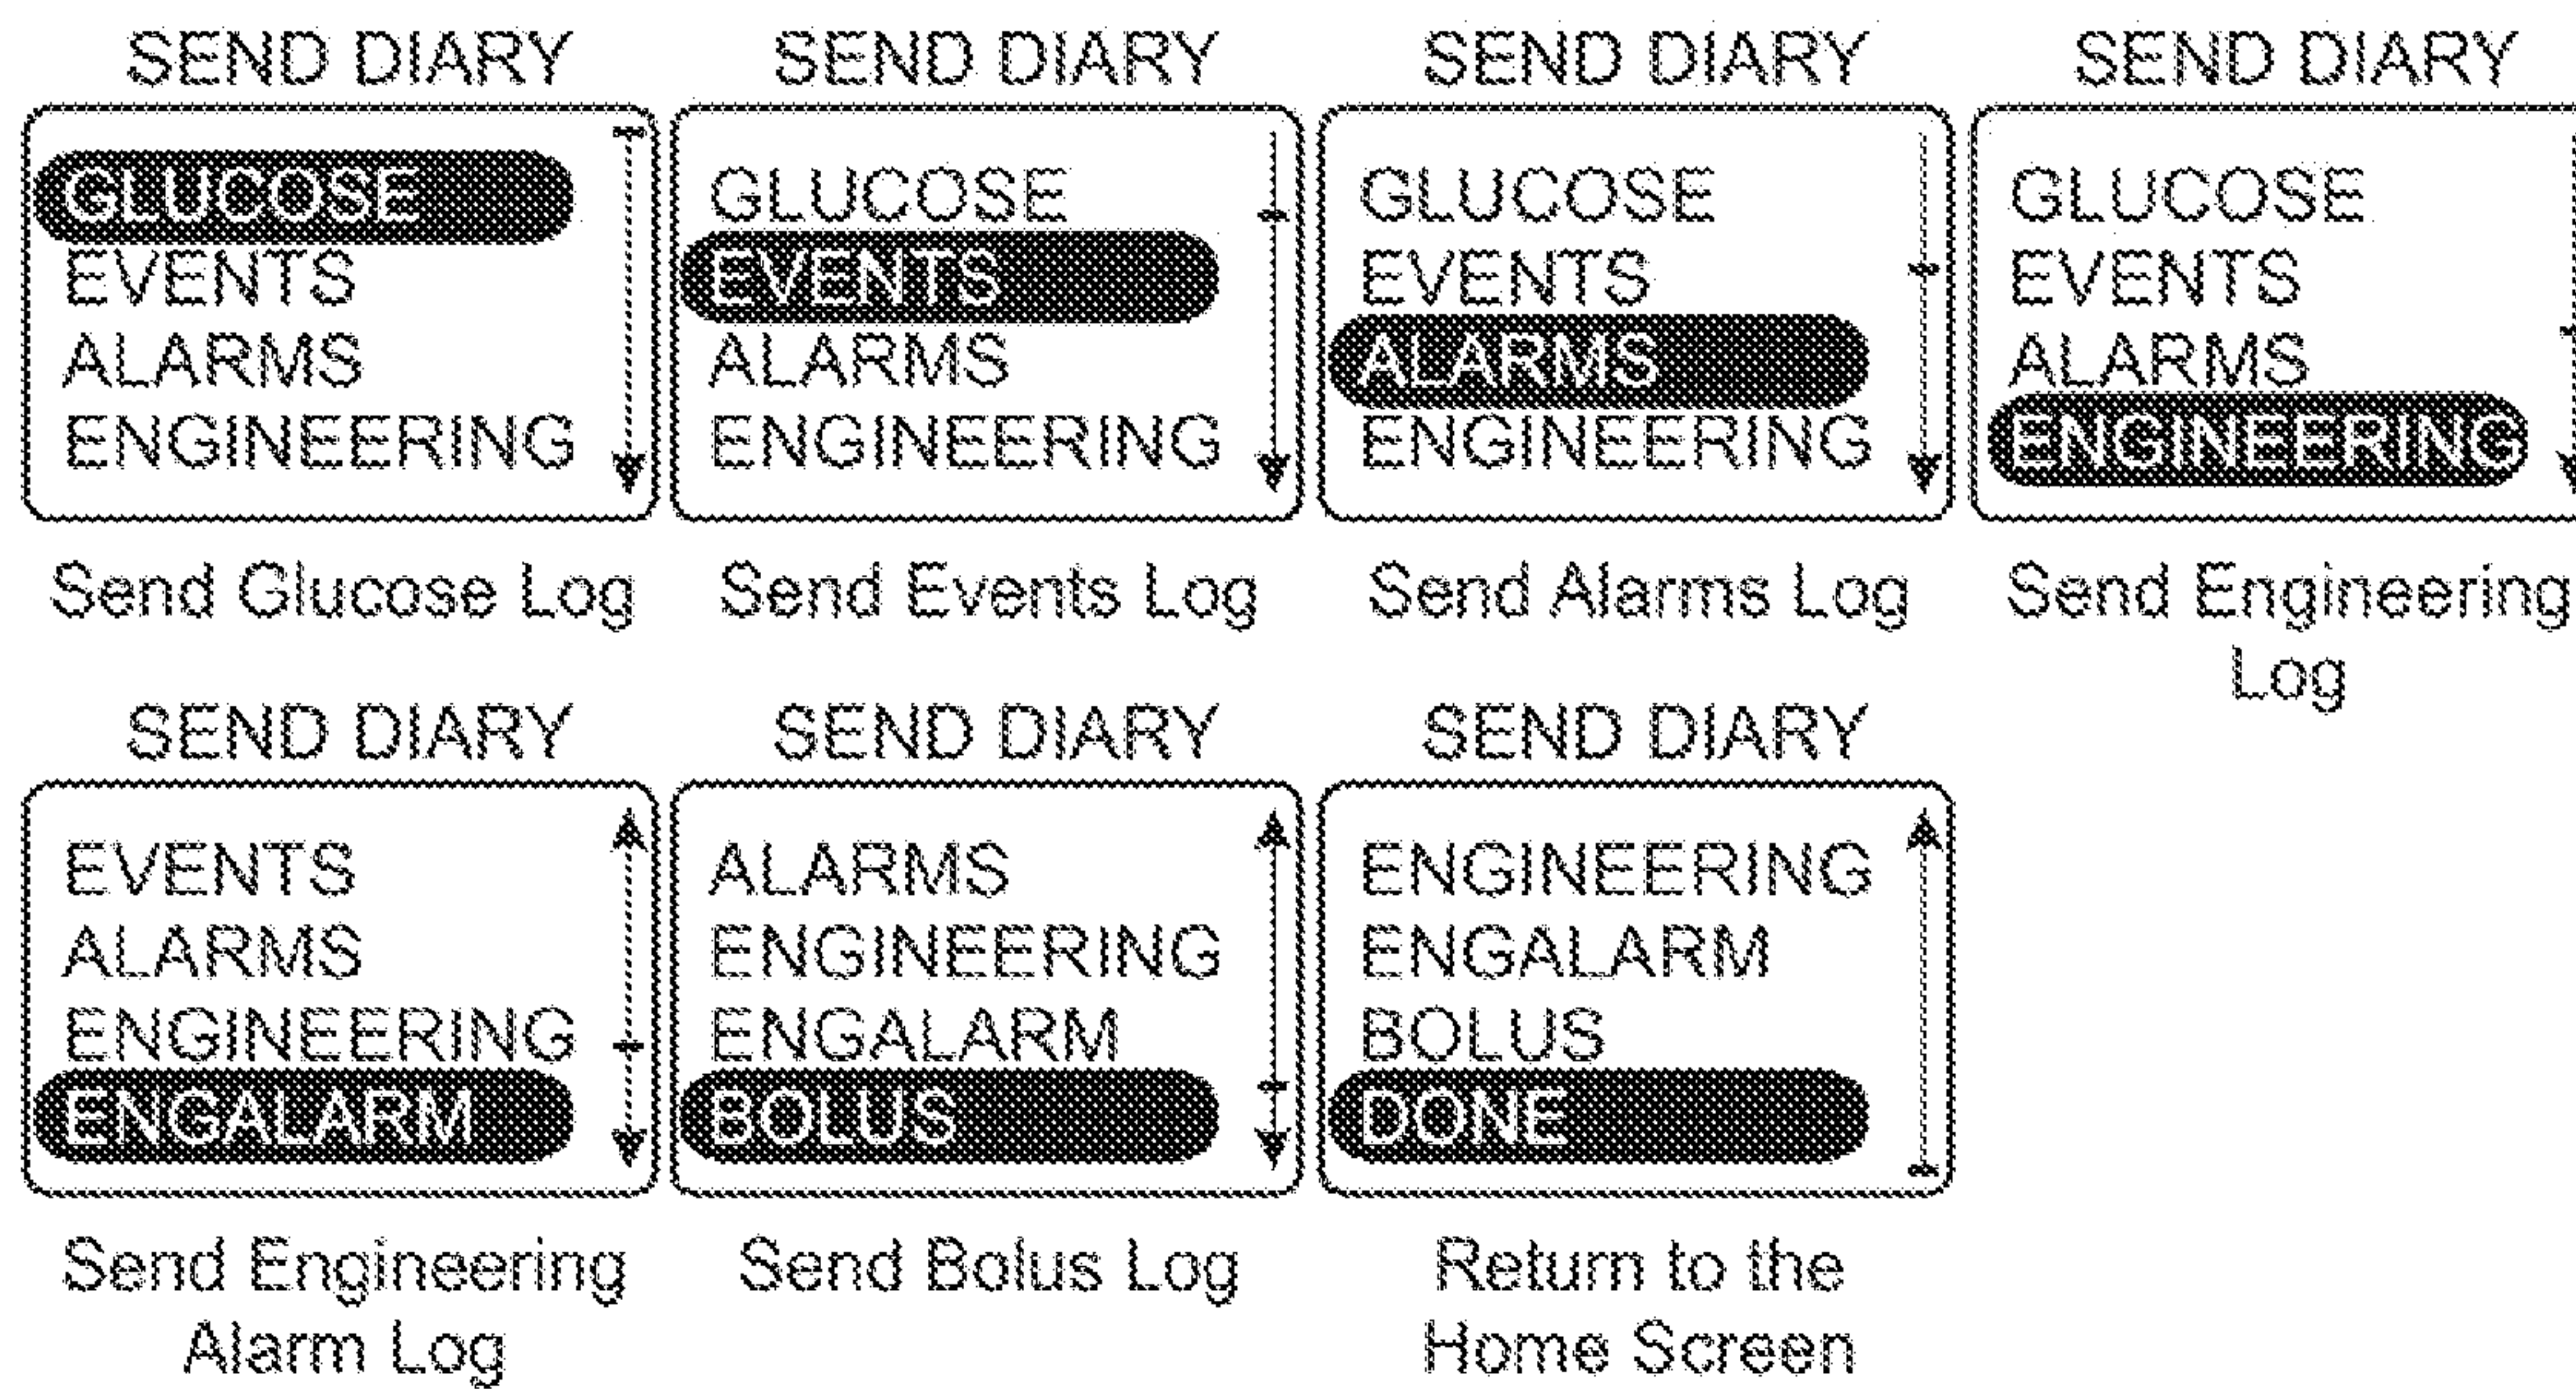 SEND DIARY
GLUCOSE
EVENTS
ALARMS
ENGINEERING
Send Glucose Log
SEND DIARY
GLUCOSE
EVENTS
ALARMS
ENGINEERING
Send Events Log
SEND DIARY
GLUCOSE
EVENTS
ALARMS
ENGINEERING
Send Alarms Log
SEND DIARY
GLUCOSE
EVENTS
ALARMS
ENGINEERING
Send Engineering
Log
SEND DIARY
EVENTS
ALARMS
ENGINEERING
ENGALARM
Send Engineering
Alarm Log
SEND DIARY
ALARMS
ENGINEERING
ENGALARM
BOLUS
Send Bolus Log
SEND DIARY
ENGINEERING
ENGALARM
BOLUS
DONE
Return to the
Home Screen